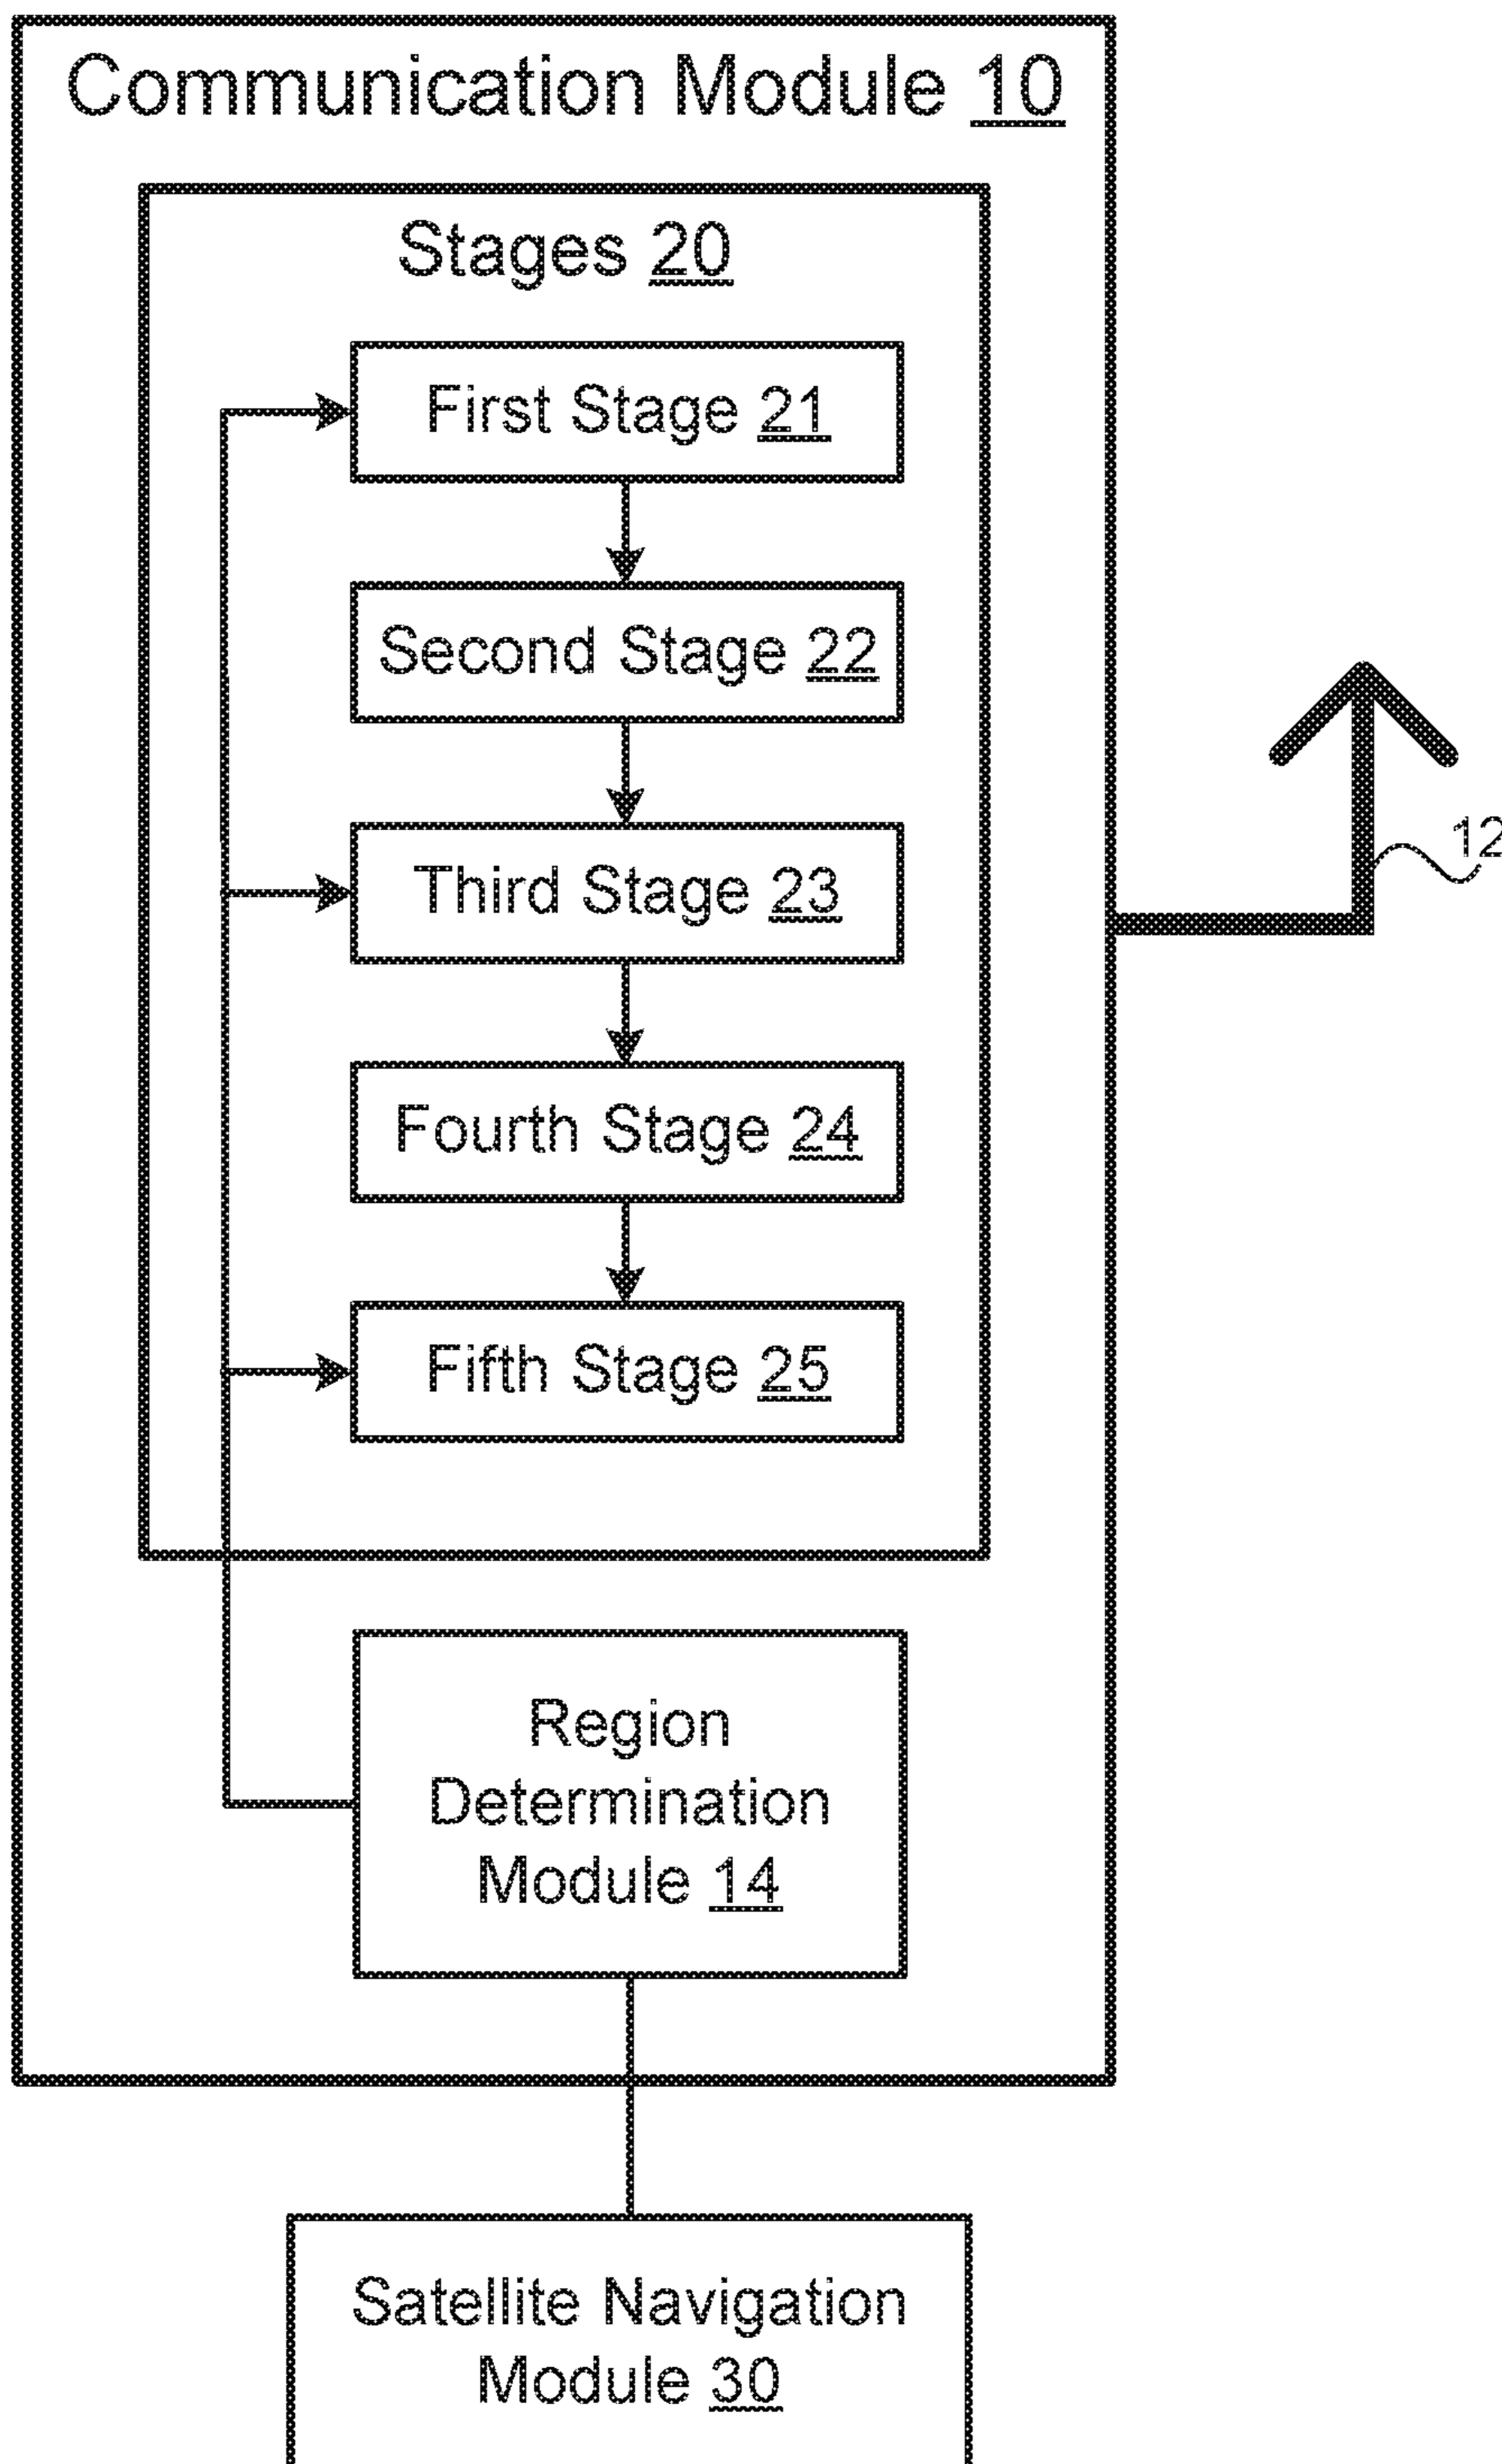 Communication Module 10
Stages 20
First Stage 21
Second Stage 22
12
Third Stage 23
Fourth Stage 24
Fifth Stage 25
Region
Determination
Module 14
Satellite Navigation
Module 30